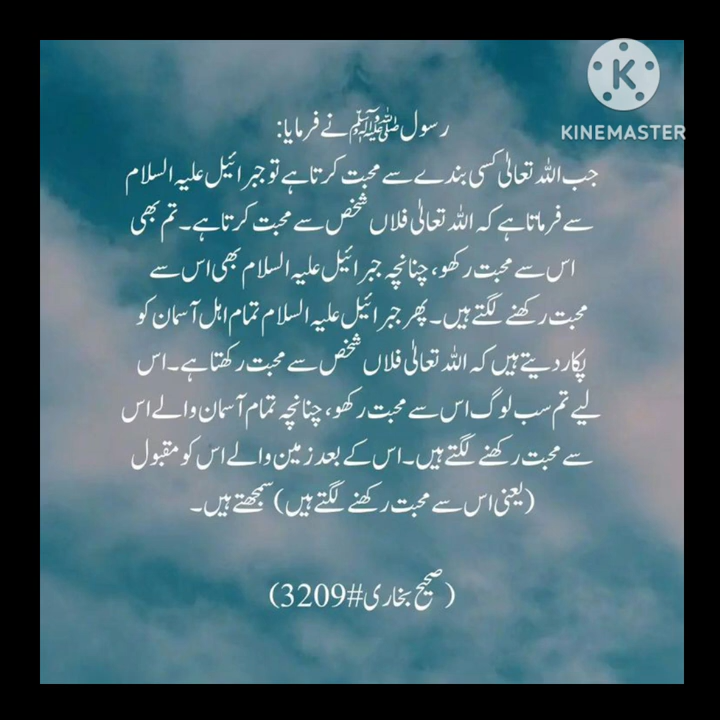 K
KINEMASTER
رسول ﷺ نے فرمایا:
جب اللہ تعالیٰ کسی بندے سے محبت کرتا ہے تو جبرائیل علیہ السلام
سے فرماتا ہے کہ اللہ تعالیٰ فلاں شخص سے محبت کرتا ہے۔ تم بھی
اس سے محبت رکھو، چنانچہ جبرائیل علیہ السلام بھی اس سے
محبت رکھنے لگتے ہیں۔ پھر جبرائیل علیہ السلام تمام اہل آسمان کو
پکار دیتے ہیں کہ اللہ تعالیٰ فلاں شخص سے محبت رکھتا ہے۔ اس
لیے تم سب لوگ اس سے محبت رکھو، چنانچہ تمام آسمان والے اس
سے محبت رکھنے لگتے ہیں۔ اس کے بعد زمین والے اس کو مقبول
(یعنی اس سے محبت رکھنے لگتے ہیں) سمجھتے ہیں۔
(صحیح بخاری#3209)